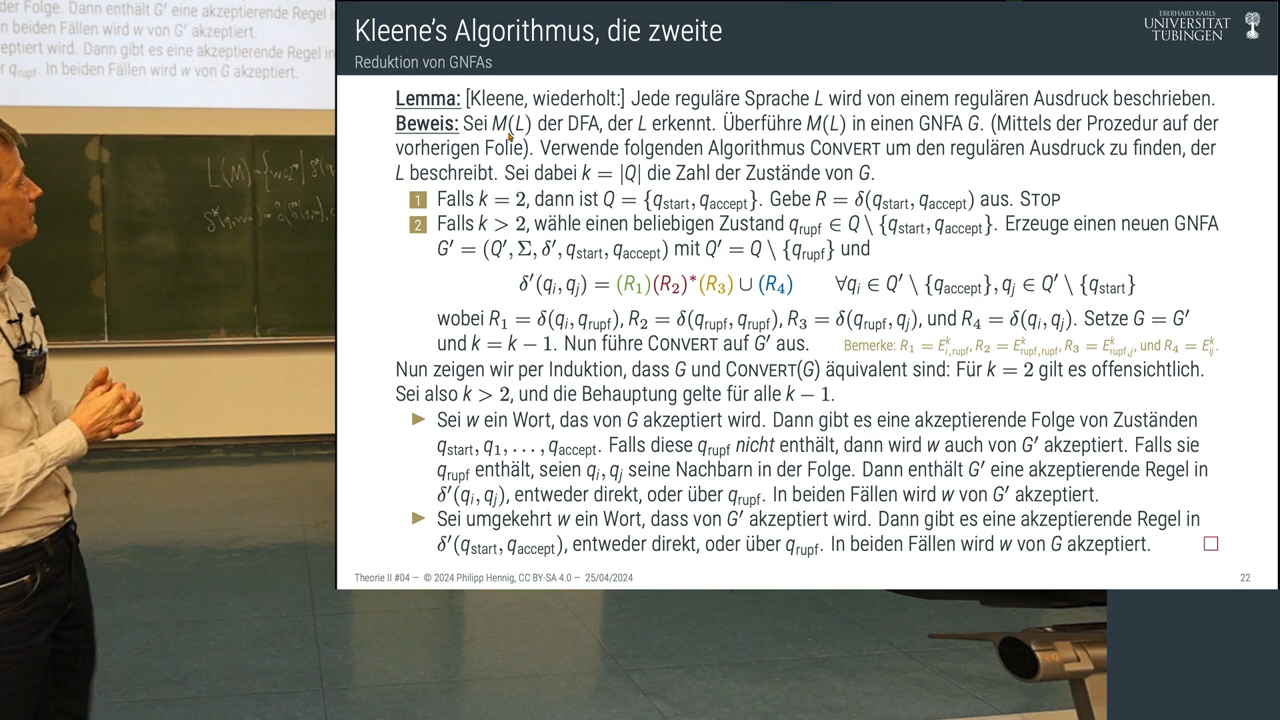 der Folge. Dann enthält G′ eine akzeptierende Regel i
n beiden Fällen wird w von G′ akzeptiert.
eptiert wird. Dann gibt es eine akzeptierende Regel in
r q_rupf. In beiden Fällen wird w von G akzeptiert.
L(M) = {w
Kleene's Algorithmus, die zweite
Reduktion von GNFAs
EBERHARD KARLS
UNIVERSITÄT
TÜBINGEN
Lemma: [Kleene, wiederholt:] Jede reguläre Sprache L wird von einem regulären Ausdruck beschrieben.
Beweis: Sei M(L) der DFA, der L erkennt. Überführe M(L) in einen GNFA G. (Mittels der Prozedur auf der
vorherigen Folie). Verwende folgenden Algorithmus CONVERT um den regulären Ausdruck zu finden, der
L beschreibt. Sei dabei k = |Q| die Zahl der Zustände von G.
1 Falls k = 2, dann ist Q = {q_start, q_accept}. Gebe R = δ(q_start, q_accept) aus. STOP
2 Falls k > 2, wähle einen beliebigen Zustand q_rupf ∈ Q \ {q_start, q_accept}. Erzeuge einen neuen GNFA
G′ = (Q′, Σ, δ′, q_start, q_accept) mit Q′ = Q \ {q_rupf} und
δ′(q_i, q_j) = (R_1)(R_2)*(R_3) ∪ (R_4) ∀q_i ∈ Q′ \ {q_accept}, q_j ∈ Q′ \ {q_start}
wobei R_1 = δ(q_i, q_rupf), R_2 = δ(q_rupf, q_rupf), R_3 = δ(q_rupf, q_j), und R_4 = δ(q_i, q_j). Setze G = G′
und k = k − 1. Nun führe CONVERT auf G′ aus. Bemerke: R_1 = E^k_{i,rupf}, R_2 = E^k_{rupf,rupf}, R_3 = E^k_{rupf,j}, und R_4 = E^k_{ij}.
Nun zeigen wir per Induktion, dass G und CONVERT(G) äquivalent sind: Für k = 2 gilt es offensichtlich.
Sei also k > 2, und die Behauptung gelte für alle k − 1.
▶ Sei w ein Wort, das von G akzeptiert wird. Dann gibt es eine akzeptierende Folge von Zuständen
q_start, q_1, . . . , q_accept. Falls diese q_rupf nicht enthält, dann wird w auch von G′ akzeptiert. Falls sie
q_rupf enthält, seien q_i, q_j seine Nachbarn in der Folge. Dann enthält G′ eine akzeptierende Regel in
δ′(q_i, q_j), entweder direkt, oder über q_rupf. In beiden Fällen wird w von G′ akzeptiert.
▶ Sei umgekehrt w ein Wort, dass von G′ akzeptiert wird. Dann gibt es eine akzeptierende Regel in
δ′(q_start, q_accept), entweder direkt, oder über q_rupf. In beiden Fällen wird w von G akzeptiert. □
Theorie II #04 — © 2024 Philipp Hennig, CC BY-SA 4.0 — 25/04/2024
22